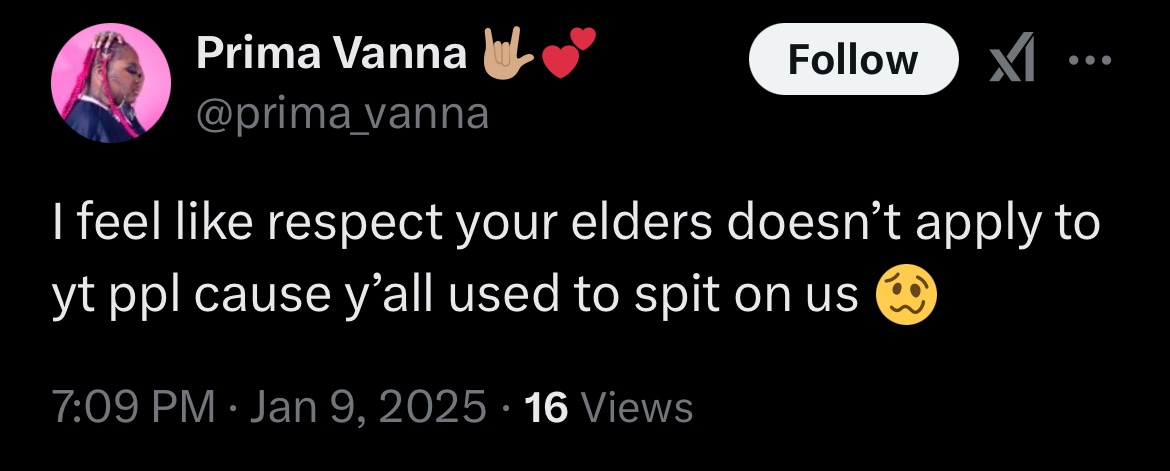 Prima Vanna 🤟🏼💕
Follow
@prima_vanna
I feel like respect your elders doesn’t apply to
yt ppl cause y’all used to spit on us 🥴
7:09 PM · Jan 9, 2025 · 16 Views